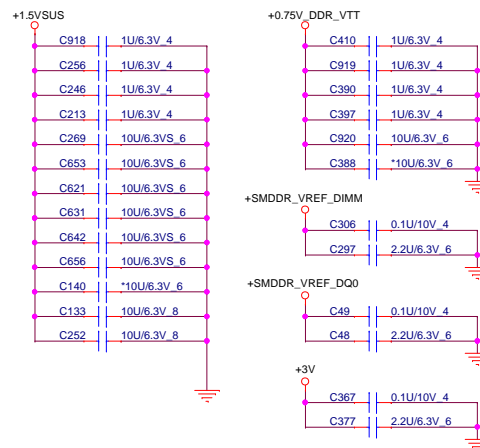 +1.5VSUS
C918 1U/6.3V_4
C256 1U/6.3V_4
C246 1U/6.3V_4
C213 1U/6.3V_4
C269 10U/6.3VS_6
C653 10U/6.3VS_6
C621 10U/6.3VS_6
C631 10U/6.3VS_6
C642 10U/6.3VS_6
C656 10U/6.3VS_6
C140 *10U/6.3V_6
C133 10U/6.3V_8
C252 10U/6.3V_8
+0.75V_DDR_VTT
C410 1U/6.3V_4
C919 1U/6.3V_4
C390 1U/6.3V_4
C397 1U/6.3V_4
C920 10U/6.3V_6
C388 *10U/6.3V_6
+SMDDR_VREF_DIMM
C306 0.1U/10V_4
C297 2.2U/6.3V_6
+SMDDR_VREF_DQ0
C49 0.1U/10V_4
C48 2.2U/6.3V_6
+3V
C367 0.1U/10V_4
C377 2.2U/6.3V_6